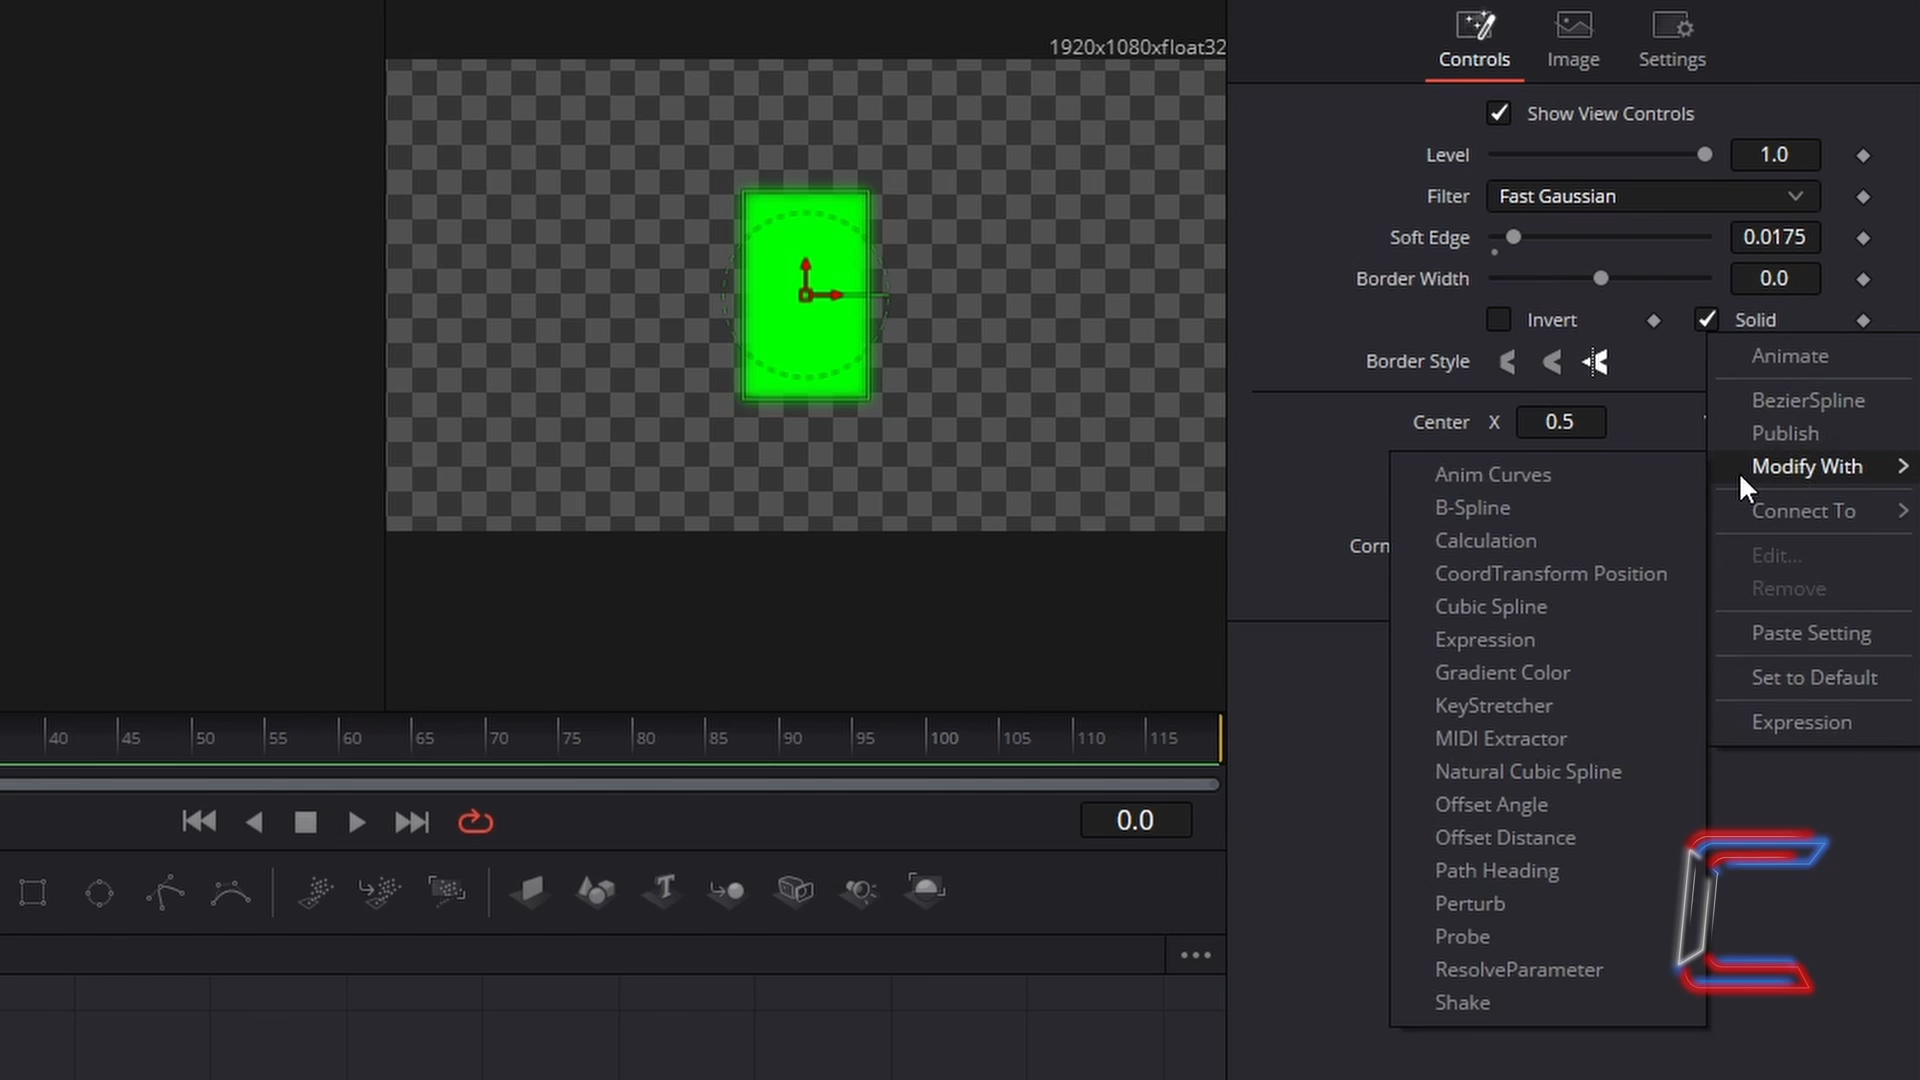 1920x1080xfloat32
Controls Image Settings
Show View Controls
Level 1.0
Filter Fast Gaussian
Soft Edge 0.0175
Border Width 0.0
Invert Solid
Border Style
Center X 0.5
Corn
Animate
BezierSpline
Publish
Modify With
Connect To
Edit...
Remove
Paste Setting
Set to Default
Expression
Anim Curves
B-Spline
Calculation
CoordTransform Position
Cubic Spline
Expression
Gradient Color
KeyStretcher
MIDI Extractor
Natural Cubic Spline
Offset Angle
Offset Distance
Path Heading
Perturb
Probe
ResolveParameter
Shake
40 45 50 55 60 65 70 75 80 85 90 95 100 105 110 115
0.0